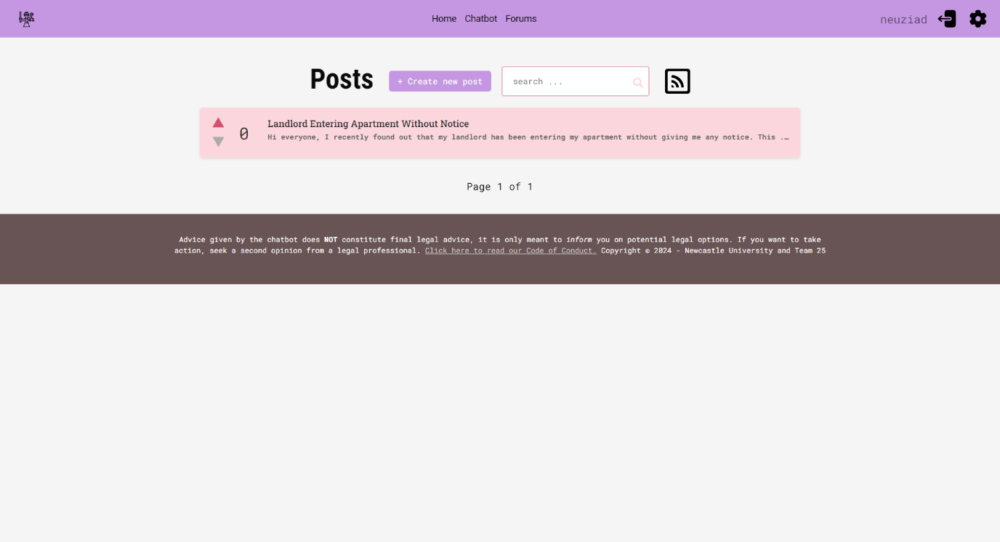 Home Chatbot Forums
neuziad
Posts
+ Create new post
search ...
0
Landlord Entering Apartment Without Notice
Hi everyone, I recently found out that my landlord has been entering my apartment without giving me any notice. This ...
Page 1 of 1
Advice given by the chatbot does NOT constitute final legal advice, it is only meant to inform you on potential legal options. If you want to take
action, seek a second opinion from a legal professional. Click here to read our Code of Conduct. Copyright © 2024 - Newcastle University and Team 25